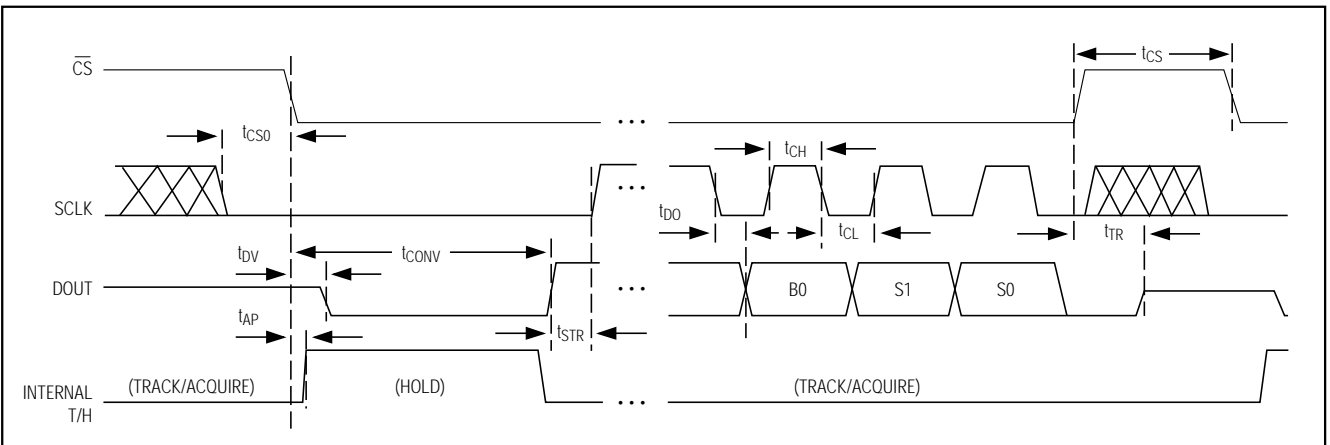 CS
tCS
tCS0
tCH
SCLK
tDO
tCL
tTR
tDV
tCONV
DOUT
B0
S1
S0
tAP
tSTR
(TRACK/ACQUIRE)
(HOLD)
(TRACK/ACQUIRE)
INTERNAL
T/H